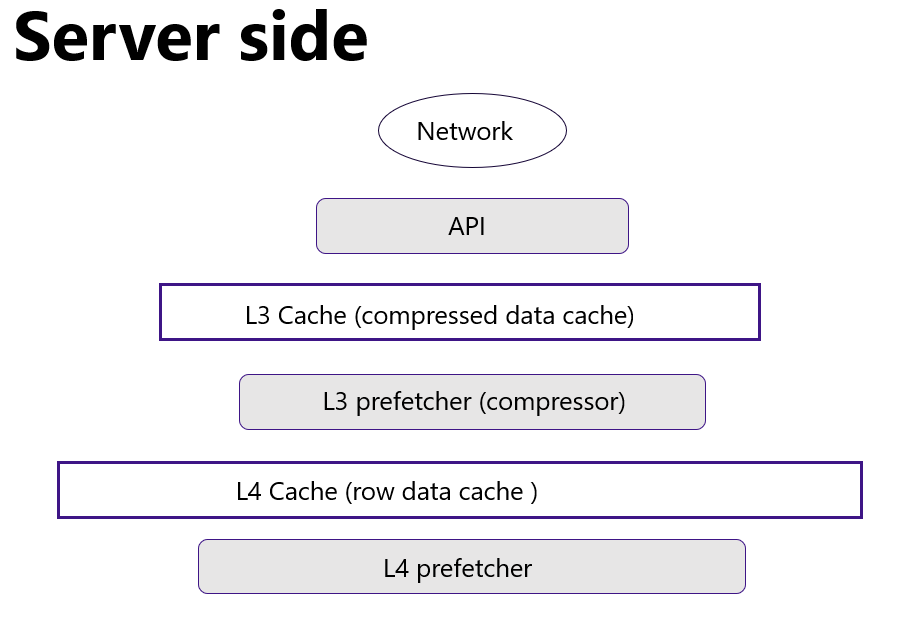 Server side
Network
API
L3 Cache (compressed data cache)
L3 prefetcher (compressor)
L4 Cache (row data cache )
L4 prefetcher